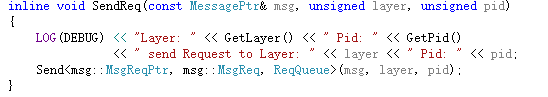 inline void SendReq(const MessagePtr& msg, unsigned layer, unsigned pid)
{
    LOG(DEBUG) << "Layer: " << GetLayer() << " Pid: " << GetPid()
               << " send Request to Layer: " << layer << " Pid: " << pid;
    Send<msg::MsgReqPtr, msg::MsgReq, ReqQueue>(msg, layer, pid);
}